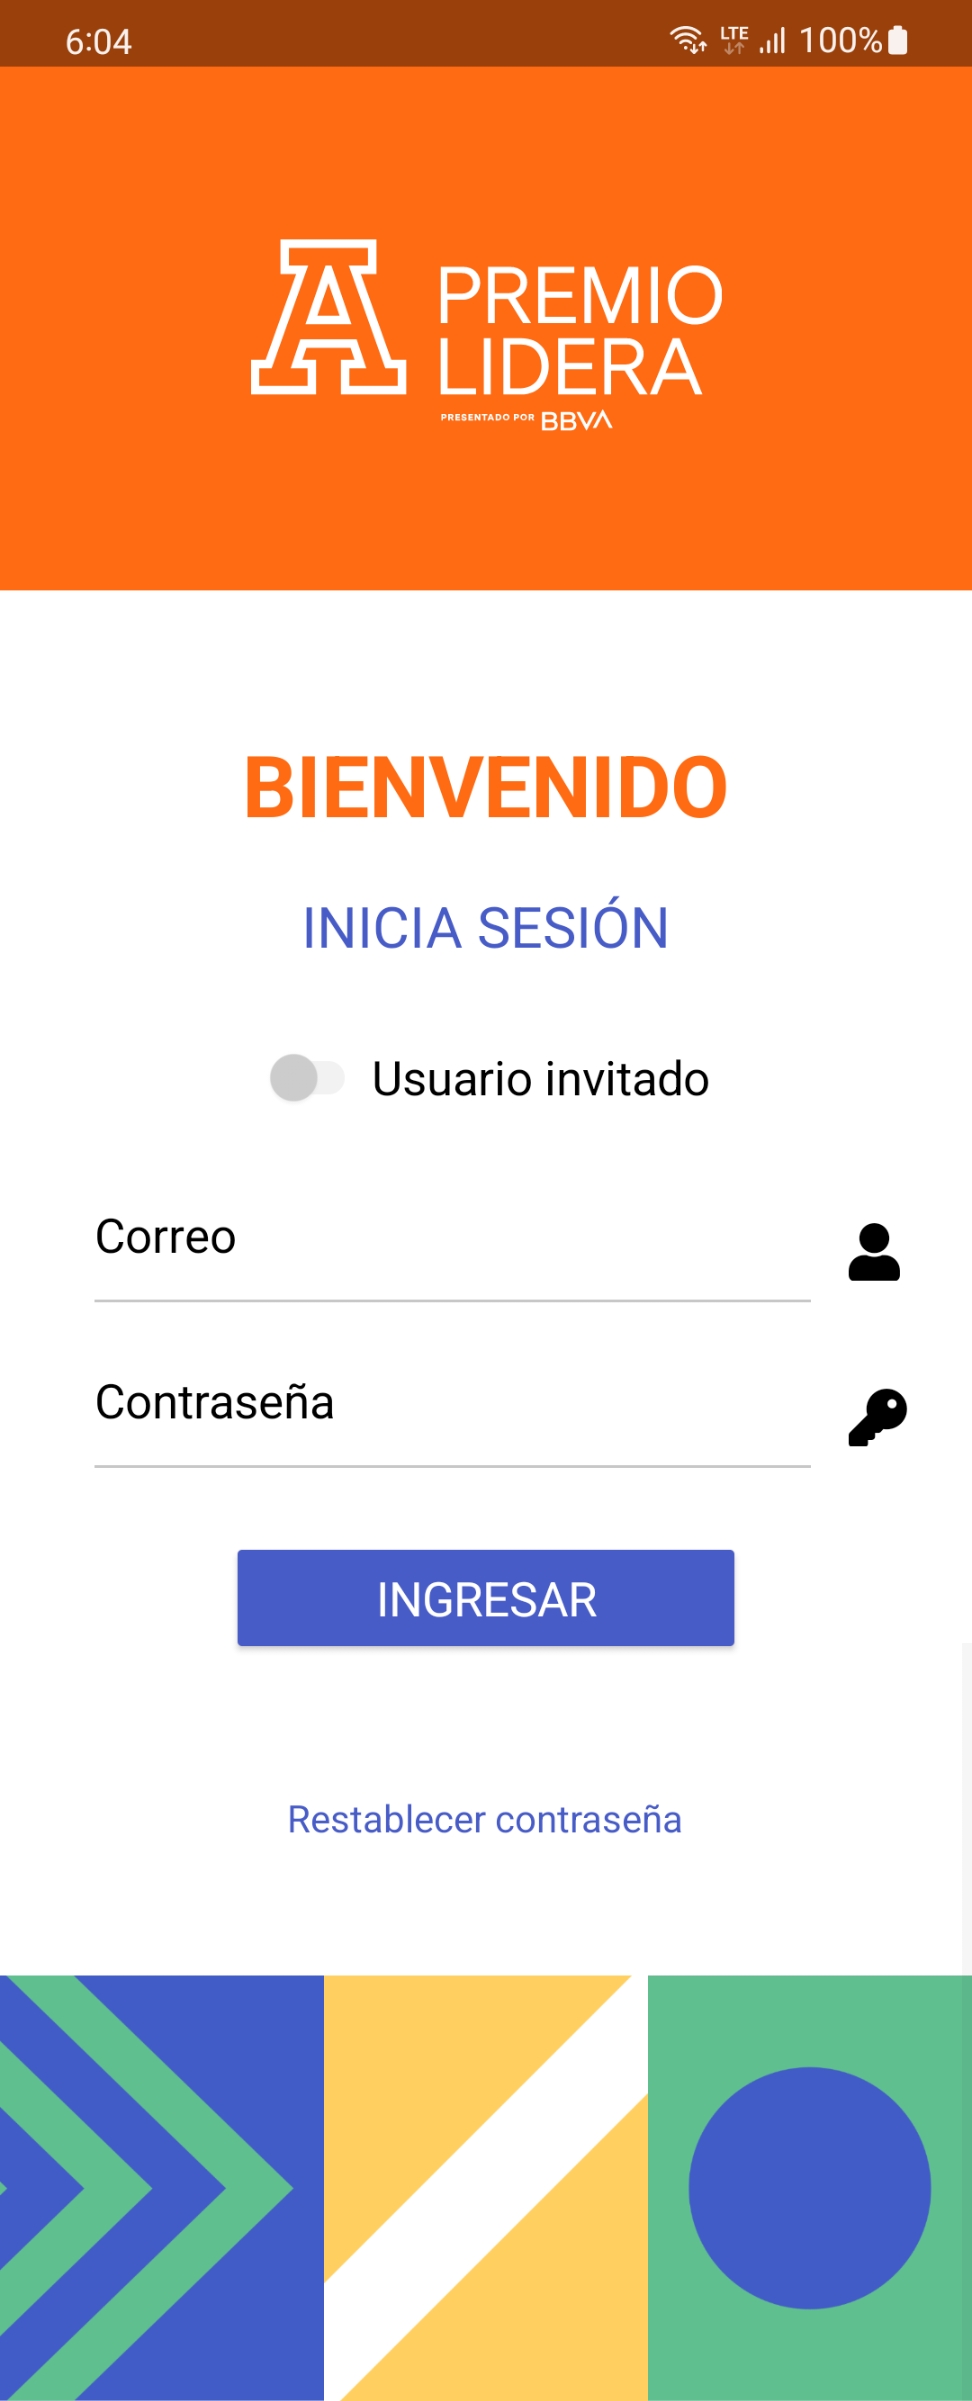 6:04 LTE 100%
A PREMIO
LIDERA
PRESENTADO POR BBVA
BIENVENIDO
INICIA SESIÓN
Usuario invitado
Correo
Contraseña
INGRESAR
Restablecer contraseña